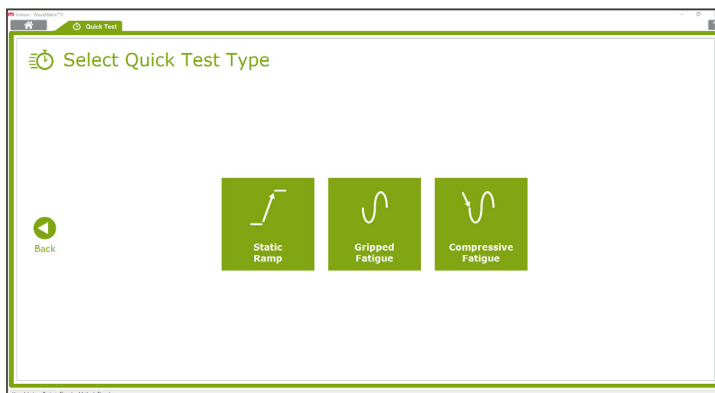 Quick Test
Select Quick Test Type
Back
Static
Ramp
Gripped
Fatigue
Compressive
Fatigue